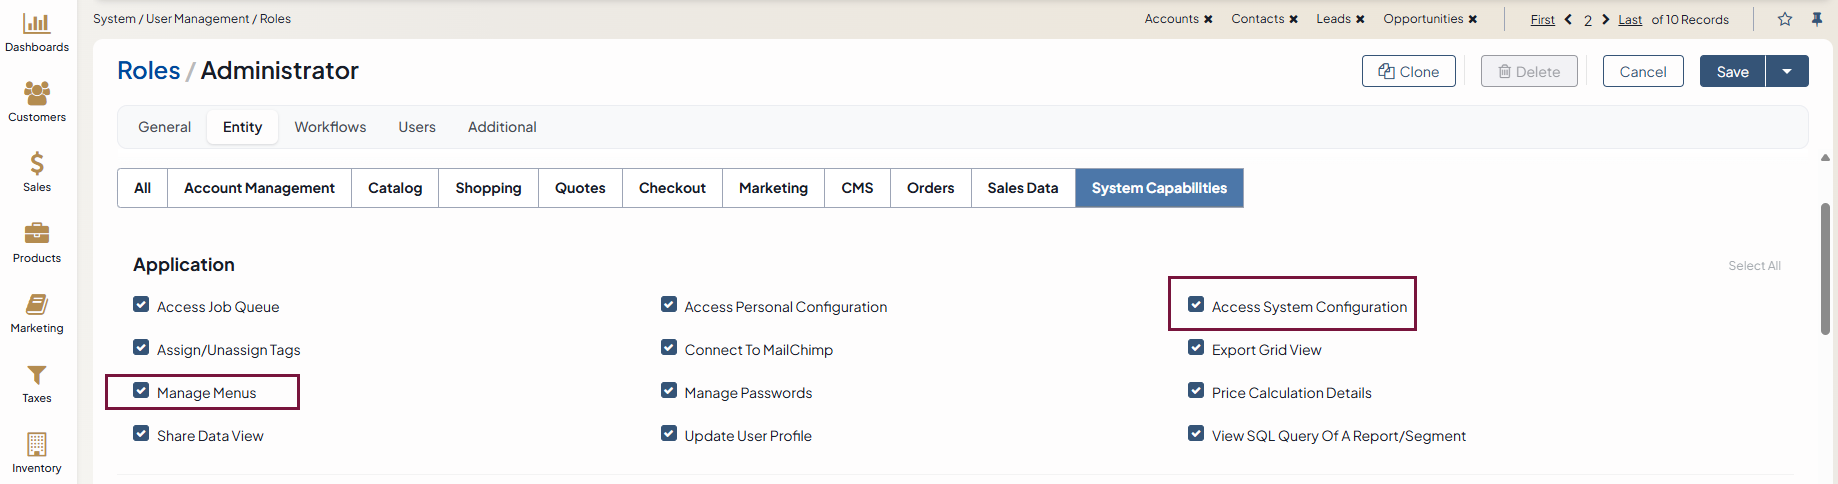 System / User Management / Roles
Accounts ✖ Contacts ✖ Leads ✖ Opportunities ✖
First 2 Last of 10 Records
Dashboards
Customers
Sales
Products
Marketing
Taxes
Inventory
Roles / Administrator
Clone Delete Cancel Save
General Entity Workflows Users Additional
All Account Management Catalog Shopping Quotes Checkout Marketing CMS Orders Sales Data System Capabilities
Application Select All
Access Job Queue Access Personal Configuration Access System Configuration
Assign/Unassign Tags Connect To MailChimp Export Grid View
Manage Menus Manage Passwords Price Calculation Details
Share Data View Update User Profile View SQL Query Of A Report/Segment